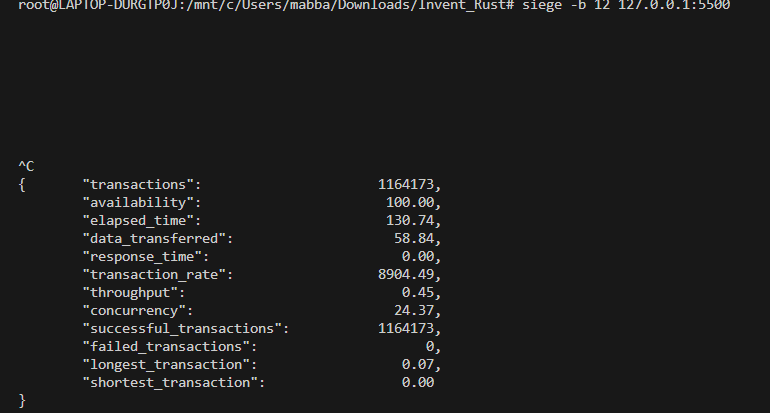 root@LAPTOP-DURGTP0J:/mnt/c/Users/mabba/Downloads/Invent_Rust# siege -b 12 127.0.0.1:5500
^C
{ "transactions": 1164173,
"availability": 100.00,
"elapsed_time": 130.74,
"data_transferred": 58.84,
"response_time": 0.00,
"transaction_rate": 8904.49,
"throughput": 0.45,
"concurrency": 24.37,
"successful_transactions": 1164173,
"failed_transactions": 0,
"longest_transaction": 0.07,
"shortest_transaction": 0.00
}